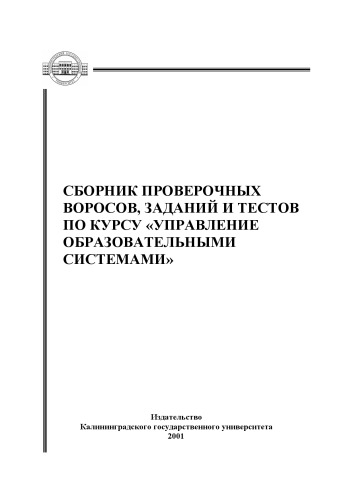 СБОРНИК ПРОВЕРОЧНЫХ
ВОРОСОВ, ЗАДАНИЙ И ТЕСТОВ
ПО КУРСУ «УПРАВЛЕНИЕ
ОБРАЗОВАТЕЛЬНЫМИ
СИСТЕМАМИ»
Издательство
Калининградского государственного университета
2001